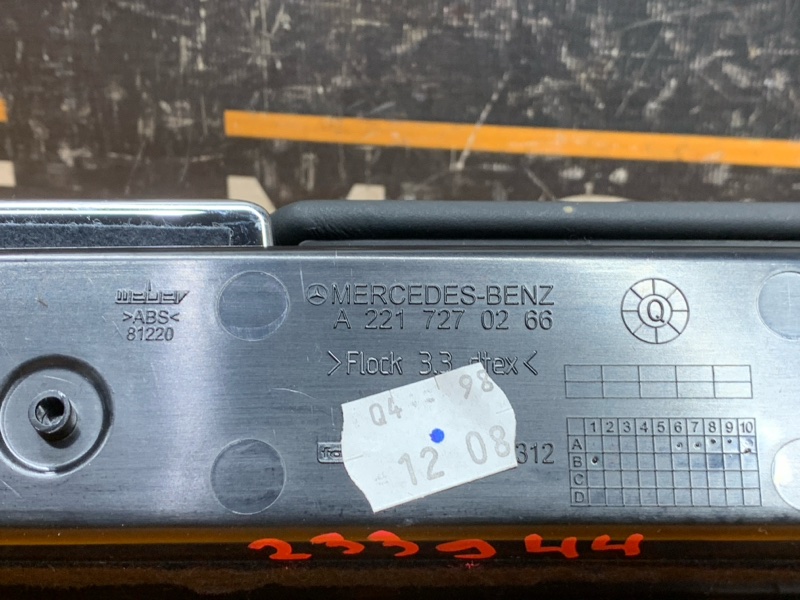 weber
>ABS<
81220
MERCEDES-BENZ
A 221 727 02 66
Q
>Flock 3.3 dtex<
Q4 98
12 08
312
1 2 3 4 5 6 7 8 9 10
A
B
C
D
233944